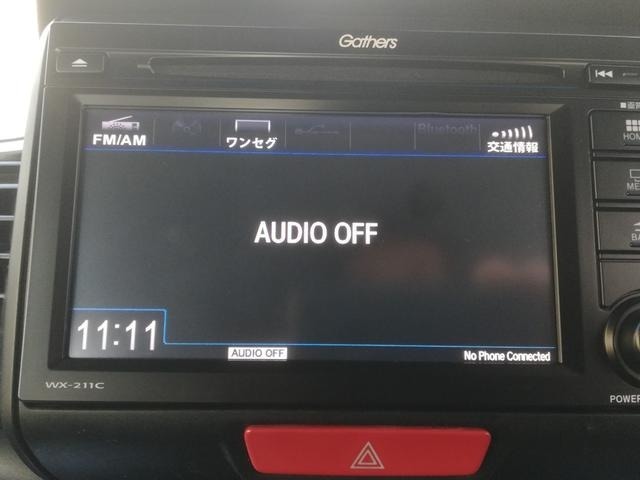 Gathers
FM/AM
ワンセグ
Bluetooth
交通情報
AUDIO OFF
11:11
AUDIO OFF
No Phone Connected
WX-211C
POWER